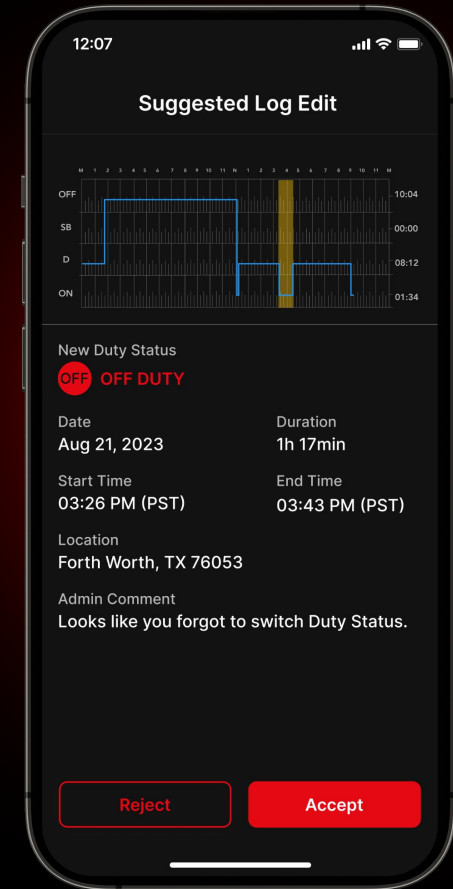 12:07
Suggested Log Edit
M 1 2 3 4 5 6 7 8 9 10 11 N 1 2 3 4 5 6 7 8 9 10 11 M
OFF 10:04
SB 00:00
D 08:12
ON 01:34
New Duty Status
OFF OFF DUTY
Date Duration
Aug 21, 2023 1h 17min
Start Time End Time
03:26 PM (PST) 03:43 PM (PST)
Location
Forth Worth, TX 76053
Admin Comment
Looks like you forgot to switch Duty Status.
Reject Accept